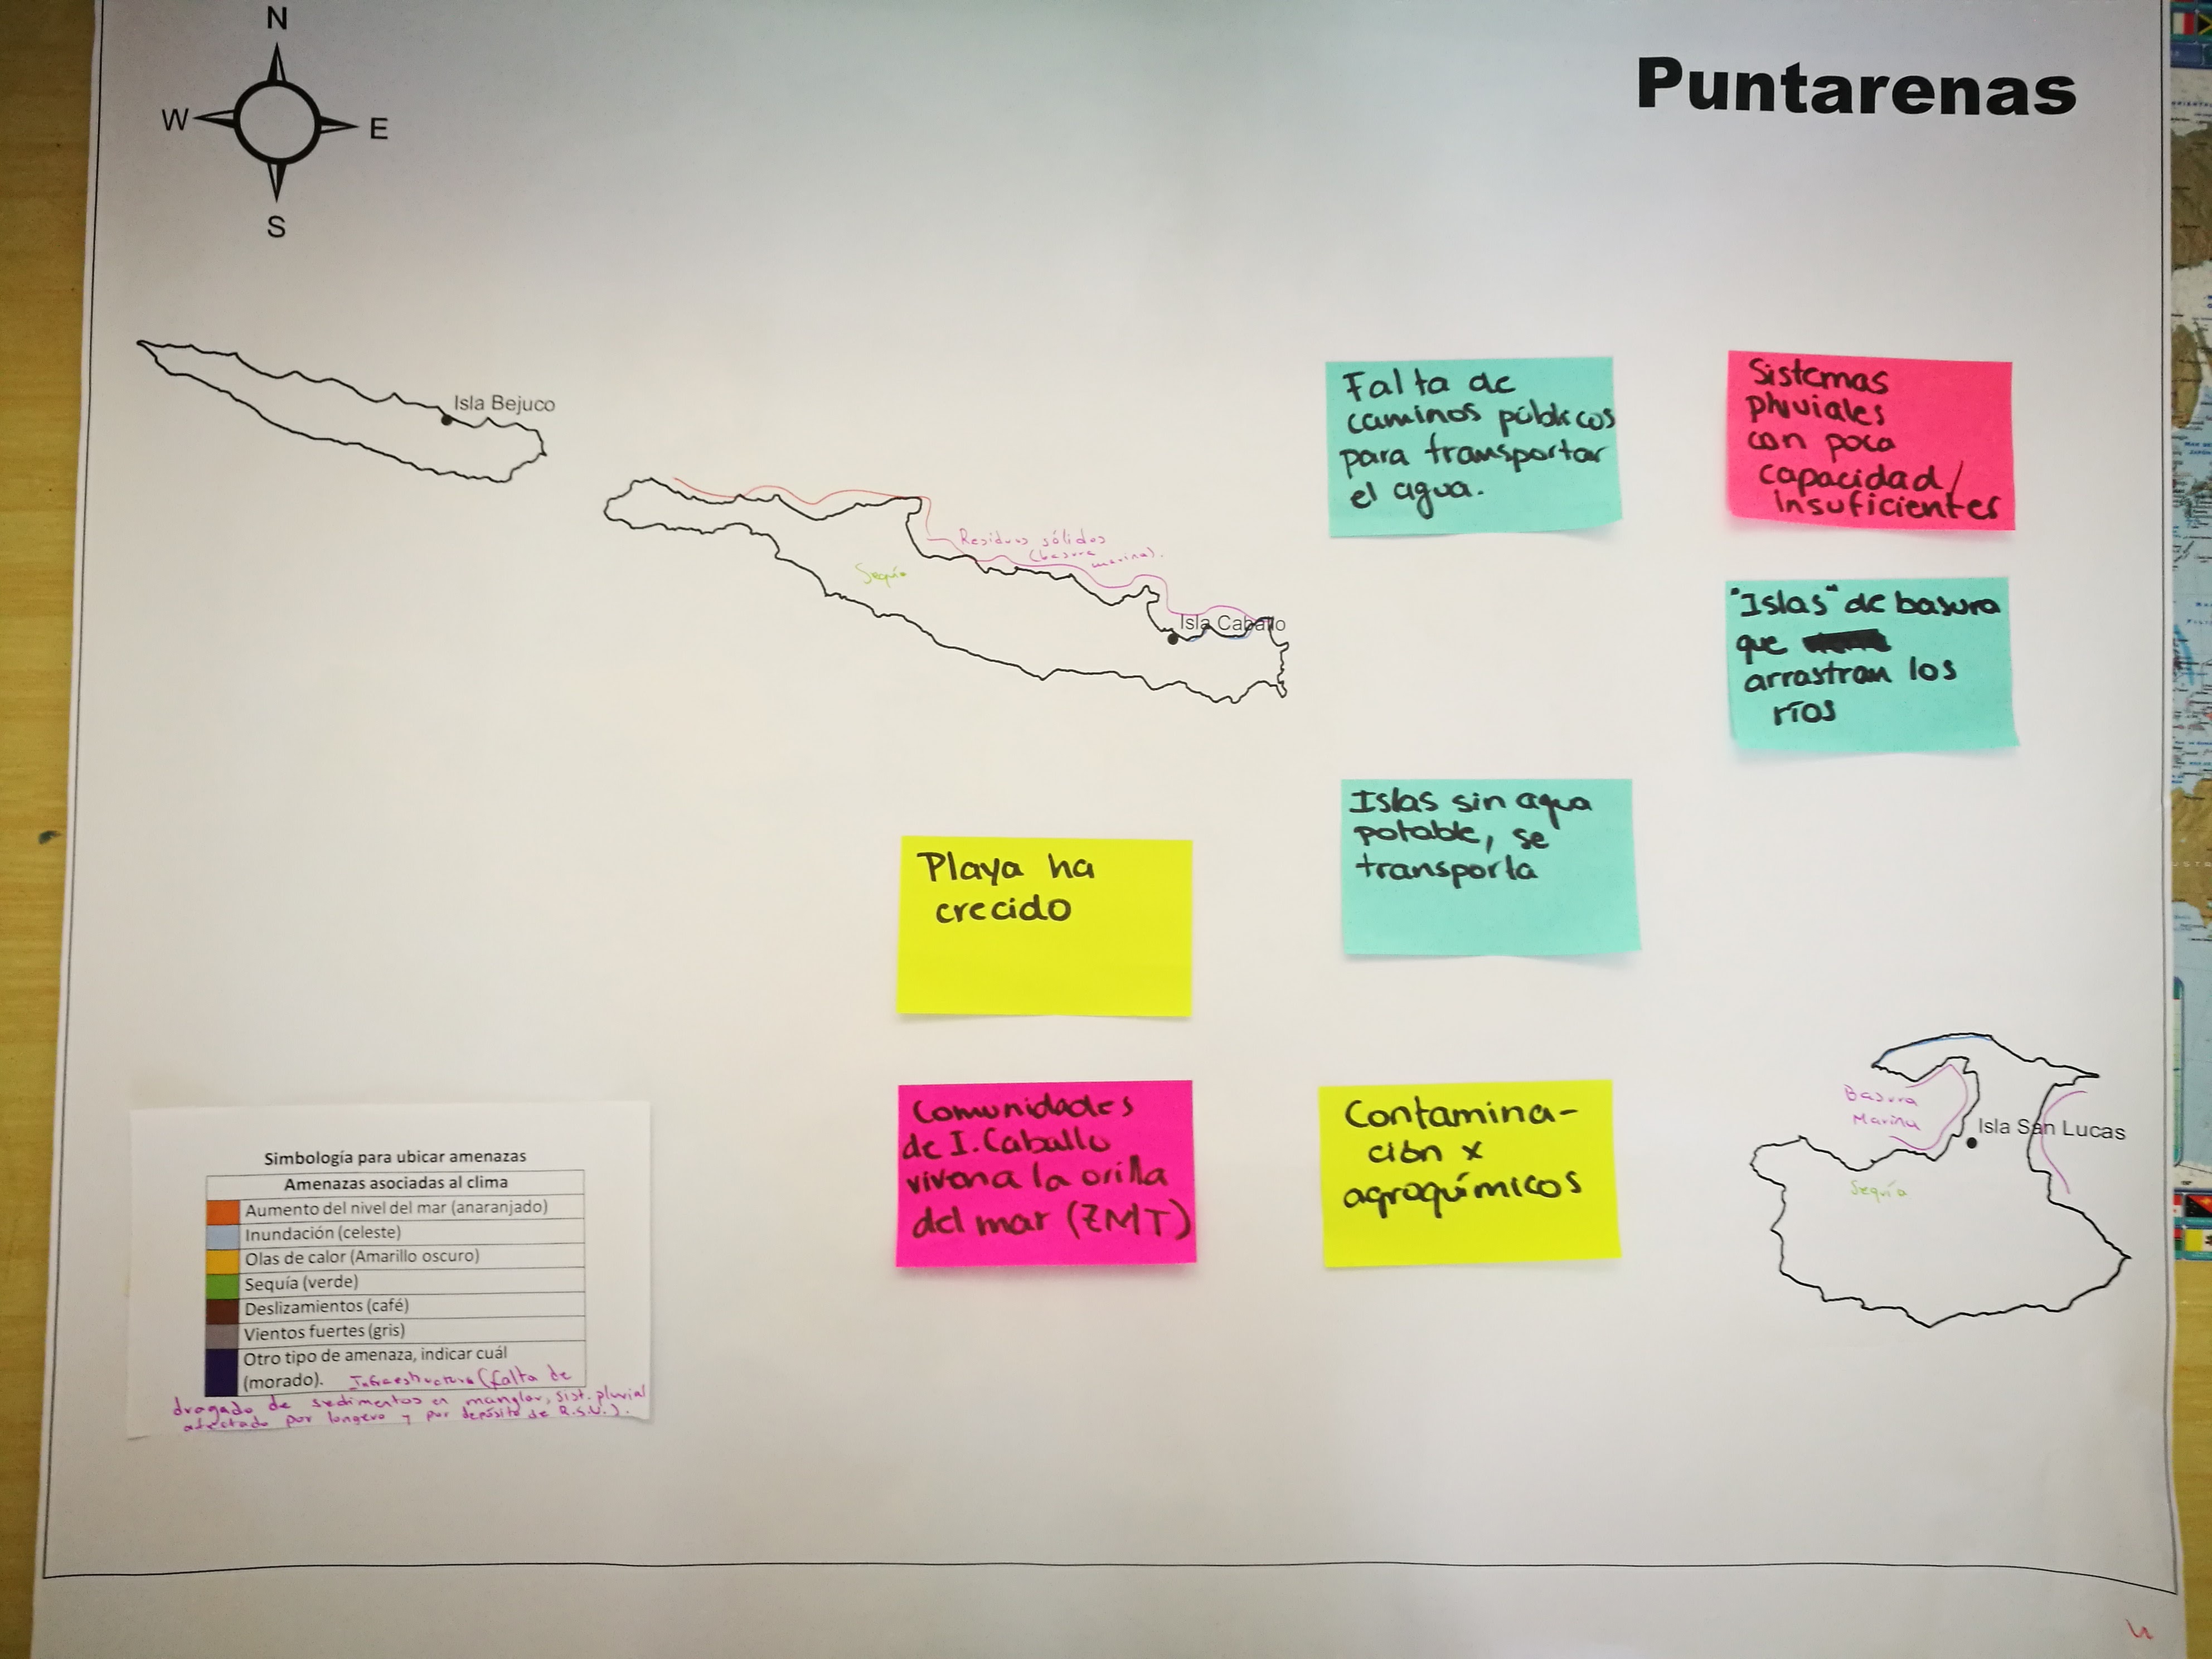 N
W
E
S
Puntarenas
Isla Bejuco
Residuos sólidos
(basura
marina).
Sequía
Isla Caballo
Falta de
caminos públicos
para transportar
el agua.
Sistemas
pluviales
con poca
capacidad/
Insuficientes
"Islas" de basura
que
arrastran los
ríos
Islas sin agua
potable, se
transporta
Playa ha
crecido
Comunidades
de I. Caballo
viven a la orilla
del mar (ZMT)
Contamina-
ción x
agroquímicos
Basura
Marina
Isla San Lucas
Sequía
Simbología para ubicar amenazas
Amenazas asociadas al clima
Aumento del nivel del mar (anaranjado)
Inundación (celeste)
Olas de calor (Amarillo oscuro)
Sequía (verde)
Deslizamientos (café)
Vientos fuertes (gris)
Otro tipo de amenaza, indicar cuál
(morado). Infraestructura (falta de
dragado de sedimentos en manglar, sist. pluvial
afectado por longevo y por depósito de R.S.V.).